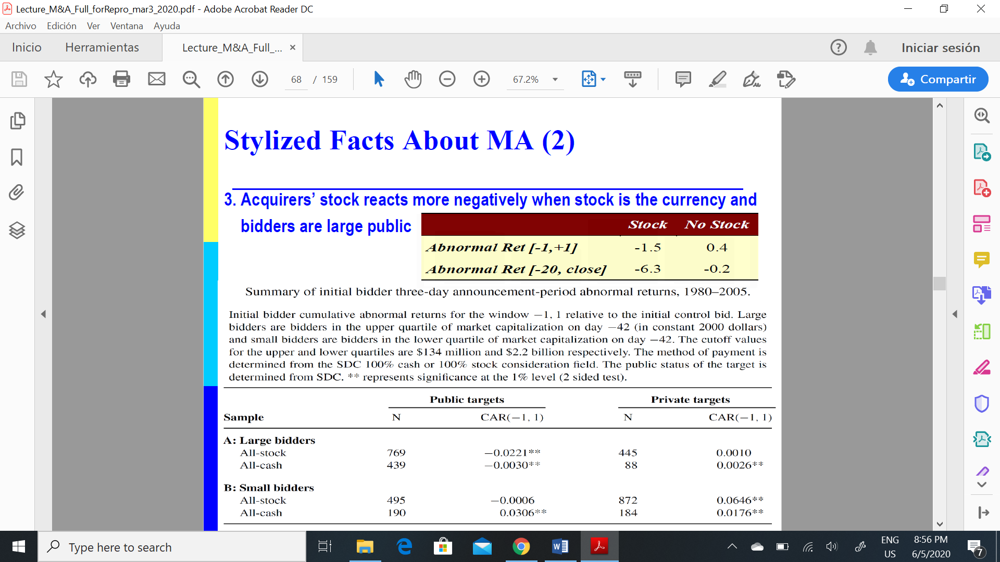 Lecture_M&A_Full_forRepro_mar3_2020.pdf - Adobe Acrobat Reader DC
Archivo Edición Ver Ventana Ayuda
Inicio Herramientas Lecture_M&A_Full_... × Iniciar sesión
68 / 159 67.2% Compartir
Stylized Facts About MA (2)
3. Acquirers’ stock reacts more negatively when stock is the currency and
bidders are large public
Stock No Stock
Abnormal Ret [-1,+1] -1.5 0.4
Abnormal Ret [-20, close] -6.3 -0.2
Summary of initial bidder three-day announcement-period abnormal returns, 1980–2005.
Initial bidder cumulative abnormal returns for the window −1, 1 relative to the initial control bid. Large
bidders are bidders in the upper quartile of market capitalization on day −42 (in constant 2000 dollars)
and small bidders are bidders in the lower quartile of market capitalization on day −42. The cutoff values
for the upper and lower quartiles are $134 million and $2.2 billion respectively. The method of payment is
determined from the SDC 100% cash or 100% stock consideration field. The public status of the target is
determined from SDC. ** represents significance at the 1% level (2 sided test).
Public targets Private targets
Sample N CAR(−1, 1) N CAR(−1, 1)
A: Large bidders
All-stock 769 −0.0221** 445 0.0010
All-cash 439 −0.0030** 88 0.0026**
B: Small bidders
All-stock 495 −0.0006 872 0.0646**
All-cash 190 0.0306** 184 0.0176**
Type here to search
ENG 8:56 PM
US 6/5/2020 7